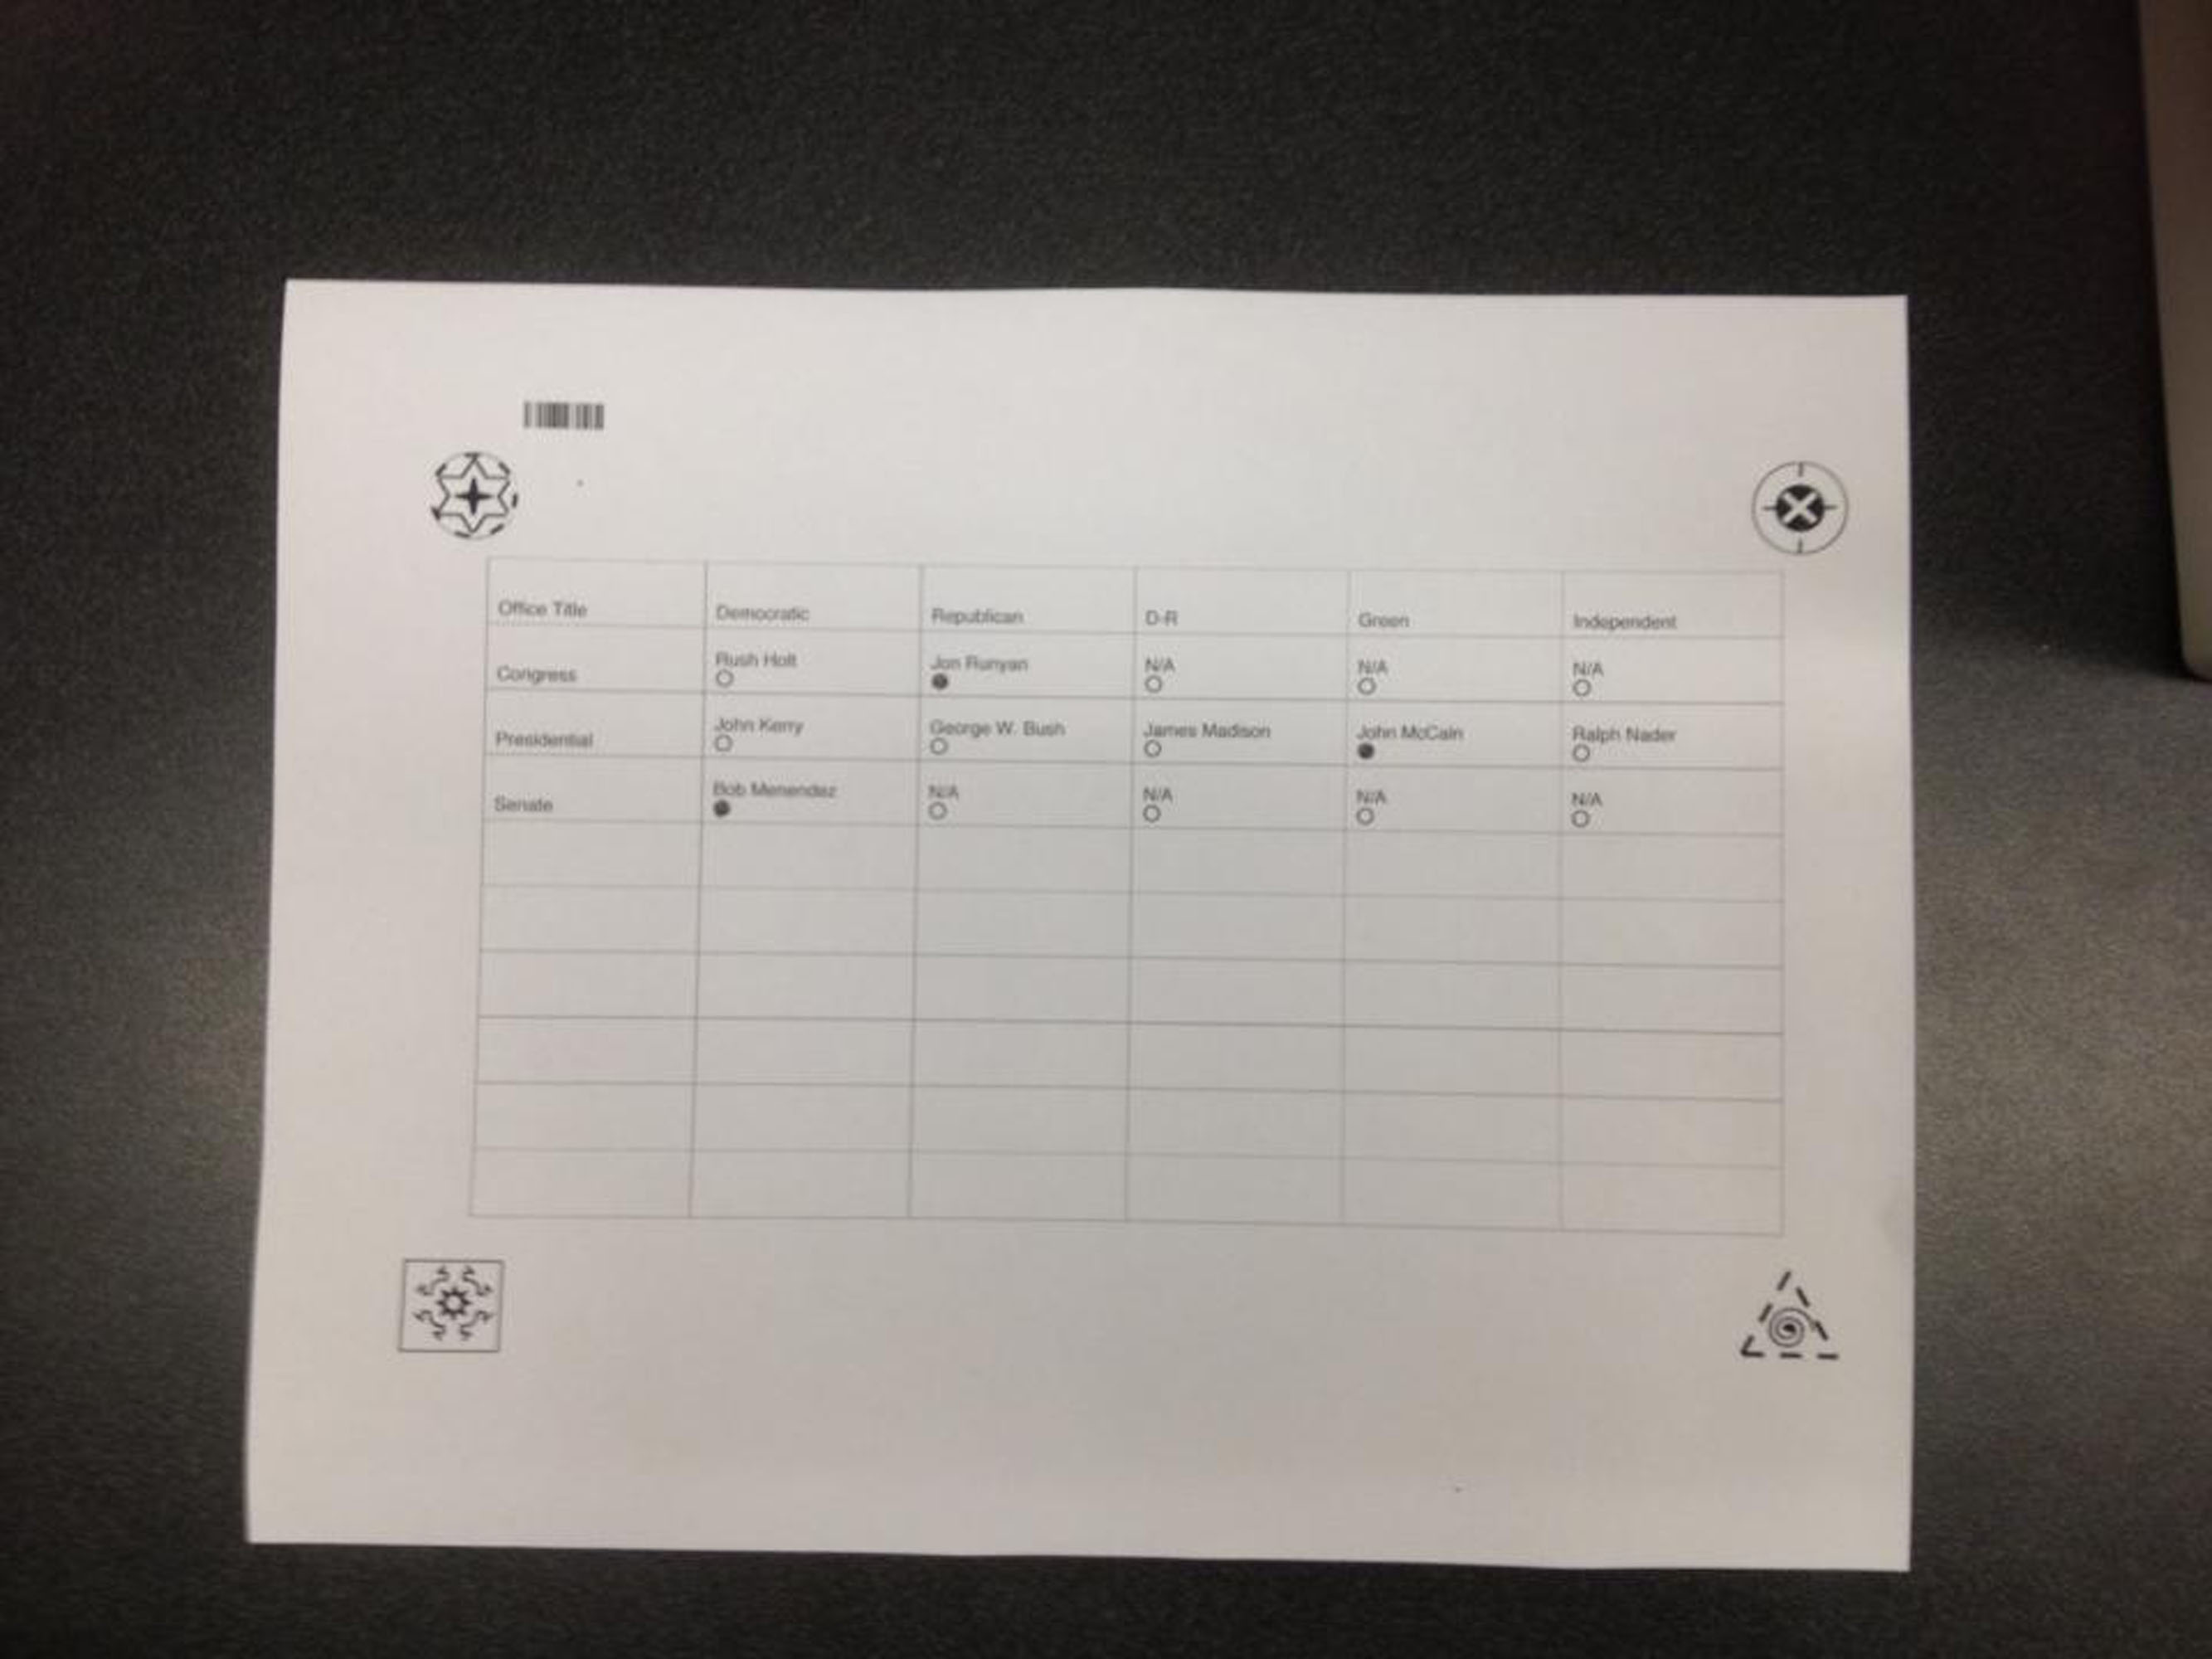 Office Title Democratic Republican D-R Green Independent
Congress Rush Holt Jon Runyan N/A N/A N/A
Presidential John Kerry George W. Bush James Madison John McCain Ralph Nader
Senate Bob Menendez N/A N/A N/A N/A